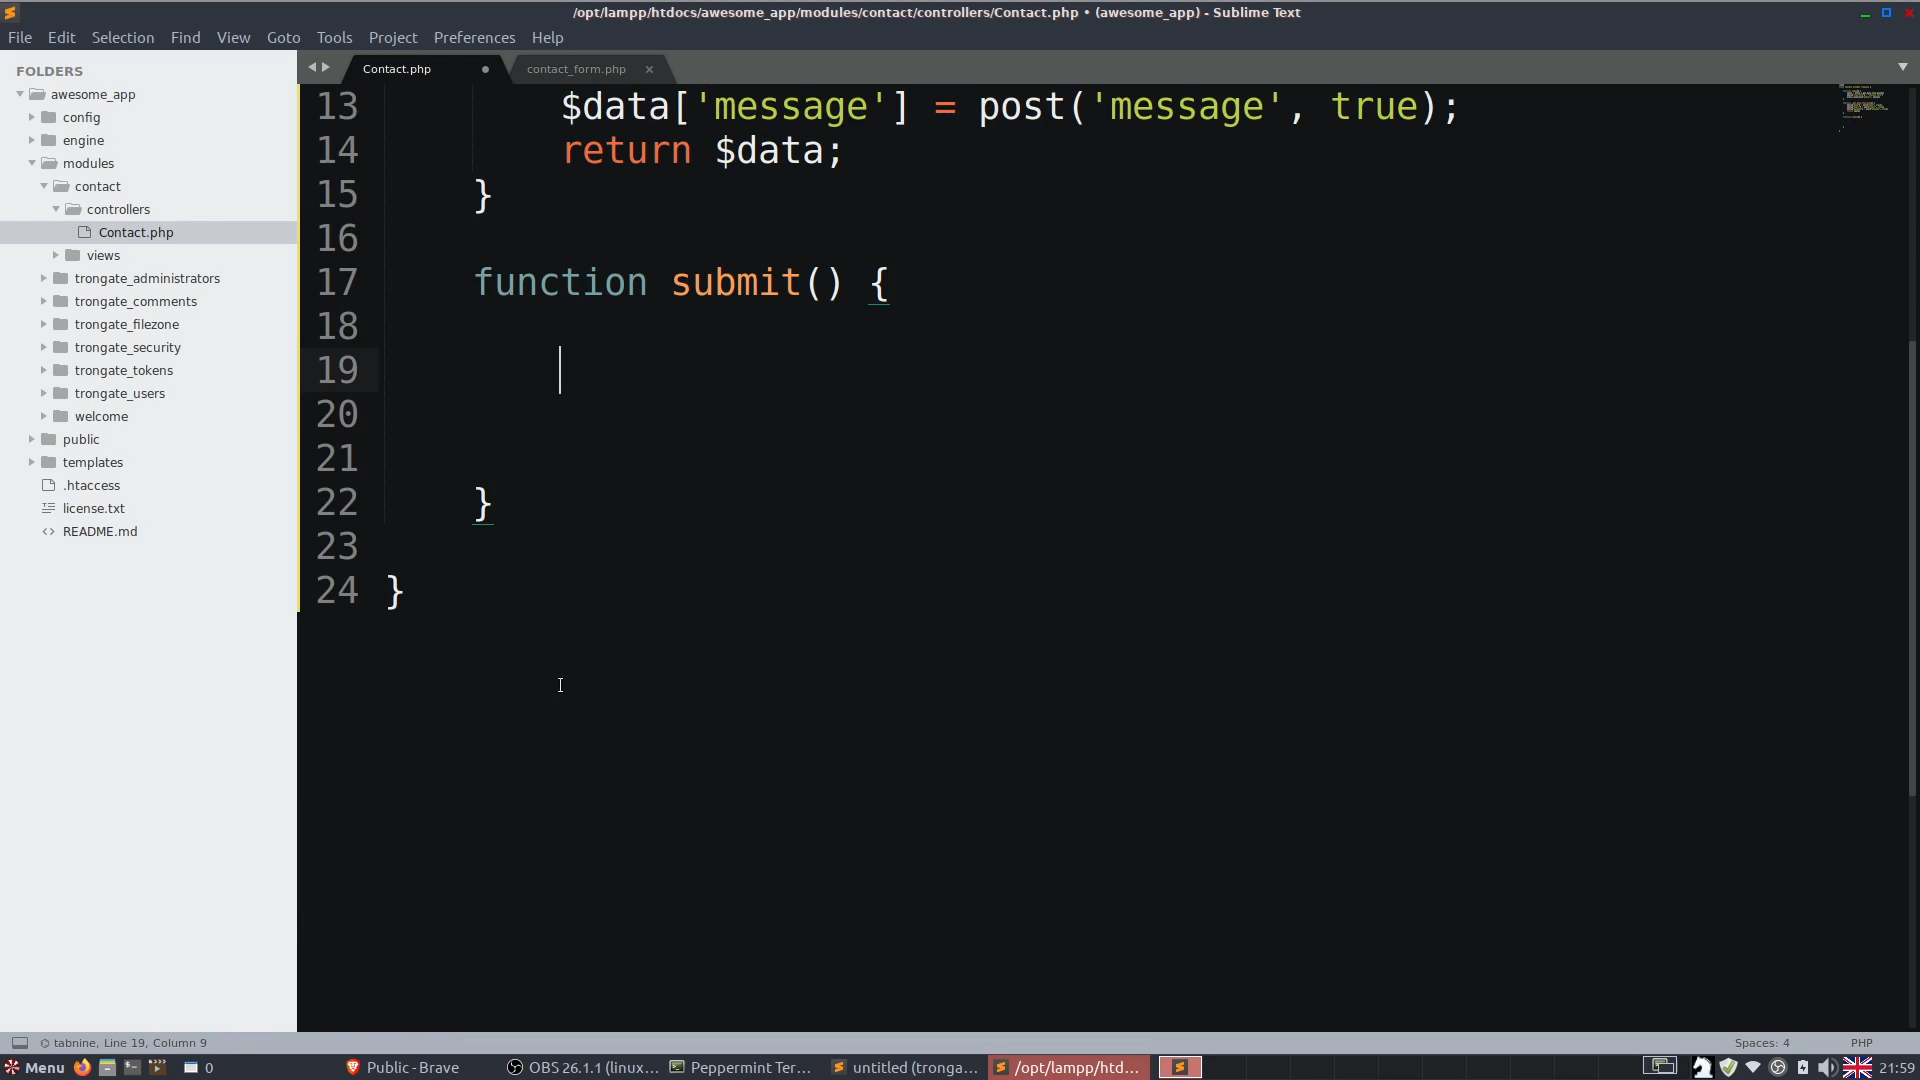 /opt/lampp/htdocs/awesome_app/modules/contact/controllers/Contact.php • (awesome_app) - Sublime Text
File Edit Selection Find View Goto Tools Project Preferences Help
FOLDERS
awesome_app
config
engine
modules
contact
controllers
Contact.php
views
trongate_administrators
trongate_comments
trongate_filezone
trongate_security
trongate_tokens
trongate_users
welcome
public
templates
.htaccess
license.txt
README.md
Contact.php contact_form.php
13 $data['message'] = post('message', true);
14 return $data;
15 }
16
17 function submit() {
18
19
20
21
22 }
23
24 }
tabnine, Line 19, Column 9 Spaces: 4 PHP
Menu 0 Public - Brave OBS 26.1.1 (linux... Peppermint Ter... untitled (tronga... /opt/lampp/htd... 21:59